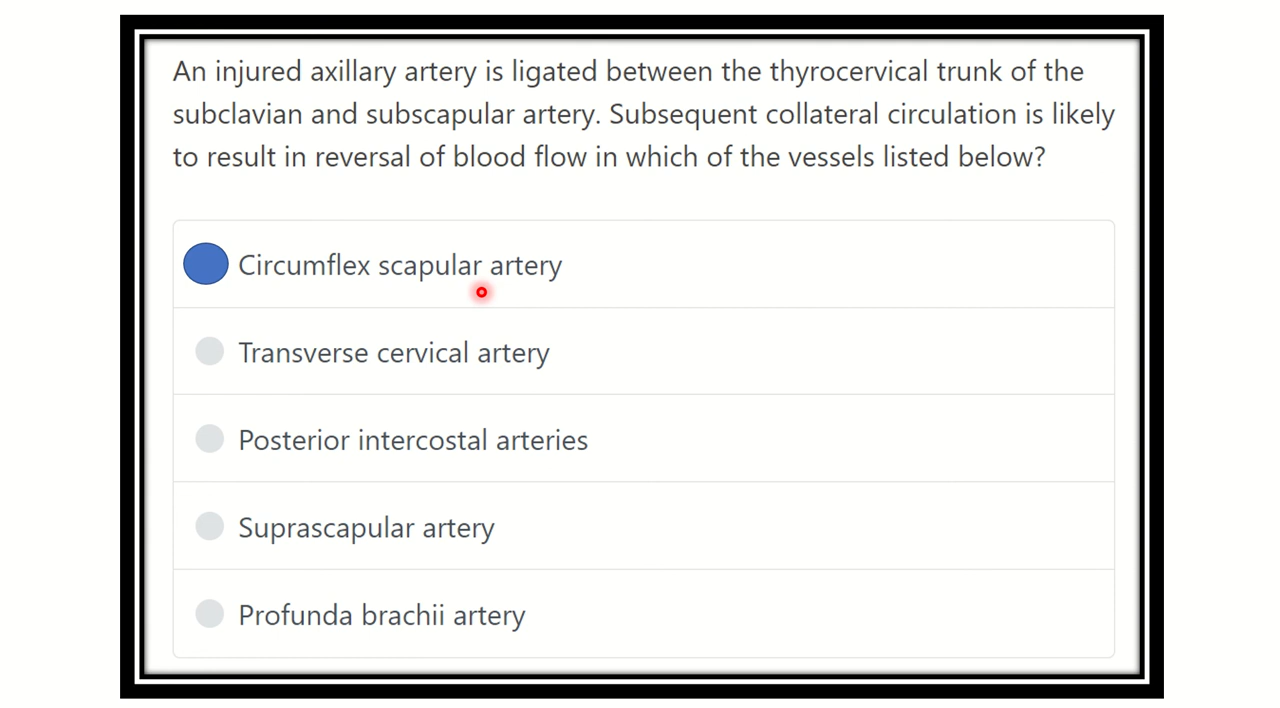 An injured axillary artery is ligated between the thyrocervical trunk of the
subclavian and subscapular artery. Subsequent collateral circulation is likely
to result in reversal of blood flow in which of the vessels listed below?
Circumflex scapular artery
Transverse cervical artery
Posterior intercostal arteries
Suprascapular artery
Profunda brachii artery